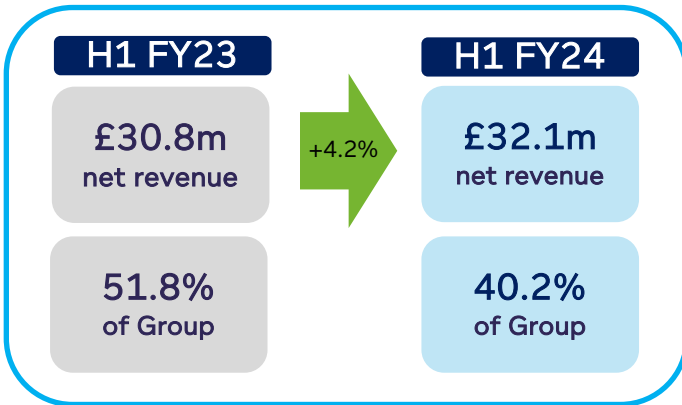 H1 FY23
£30.8m
net revenue
51.8%
of Group
+4.2%
H1 FY24
£32.1m
net revenue
40.2%
of Group